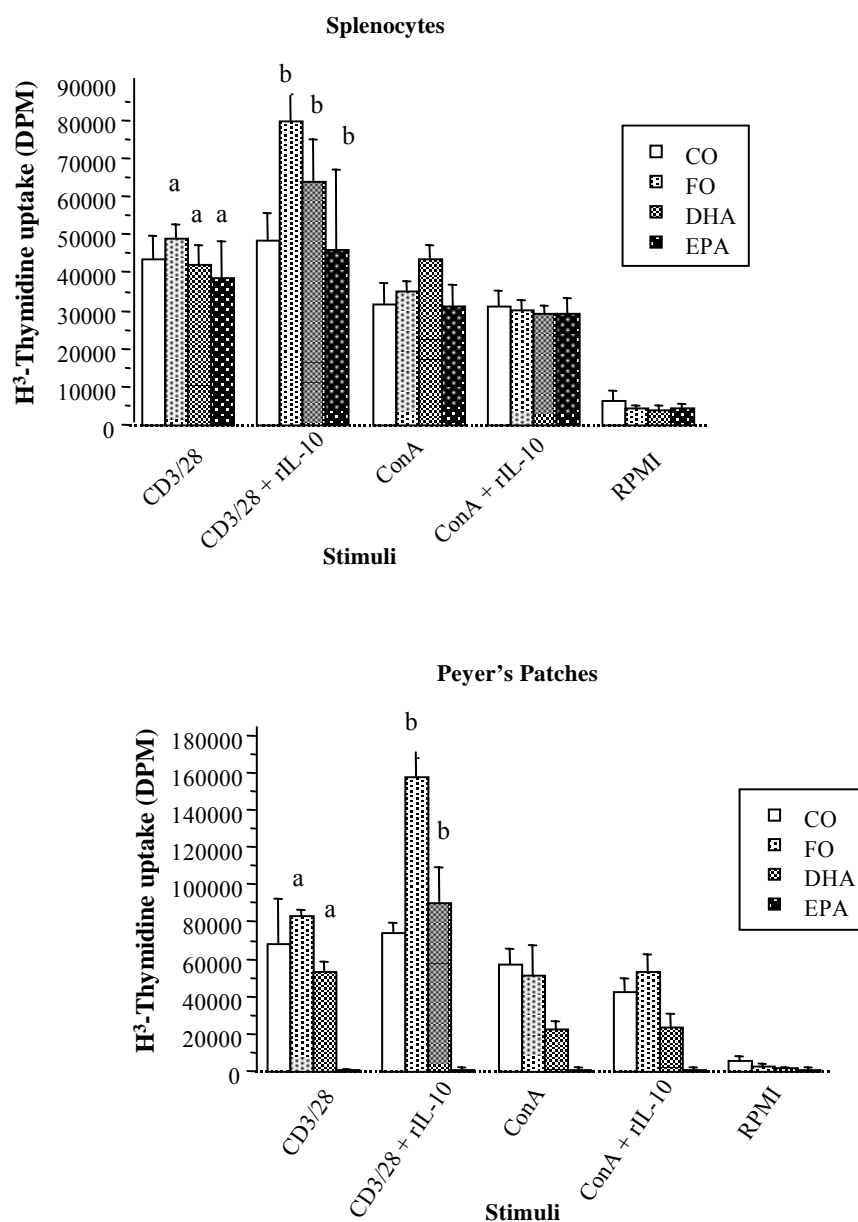 Splenocytes
H³-Thymidine uptake (DPM)
90000
80000
70000
60000
50000
40000
30000
20000
10000
0
a
a
a
b
b
b
CO
FO
DHA
EPA
CD3/28
CD3/28 + rIL-10
ConA
ConA + rIL-10
RPMI
Stimuli
Peyer's Patches
H³-Thymidine uptake (DPM)
180000
160000
140000
120000
100000
80000
60000
40000
20000
0
a
a
b
b
CO
FO
DHA
EPA
CD3/28
CD3/28 + rIL-10
ConA
ConA + rIL-10
RPMI
Stimuli